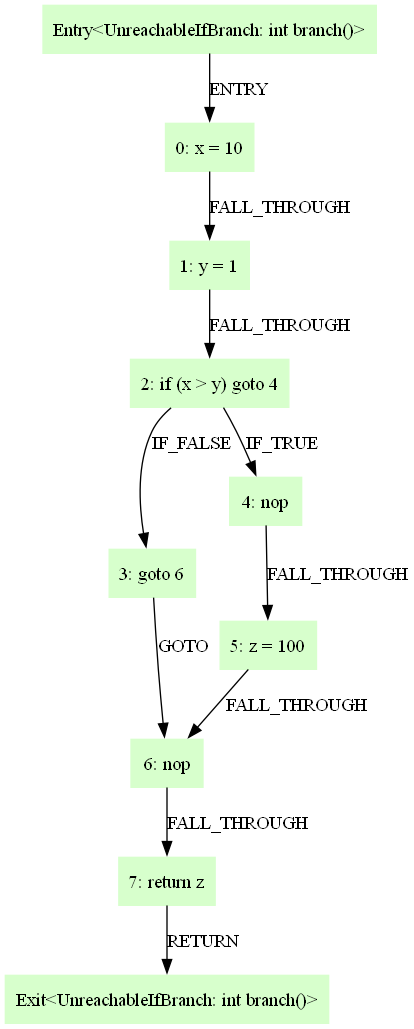 Entry<UnreachableIfBranch: int branch()>
ENTRY
0: x = 10
FALL_THROUGH
1: y = 1
FALL_THROUGH
2: if (x > y) goto 4
IF_FALSE
IF_TRUE
4: nop
3: goto 6
FALL_THROUGH
GOTO
5: z = 100
FALL_THROUGH
6: nop
FALL_THROUGH
7: return z
RETURN
Exit<UnreachableIfBranch: int branch()>